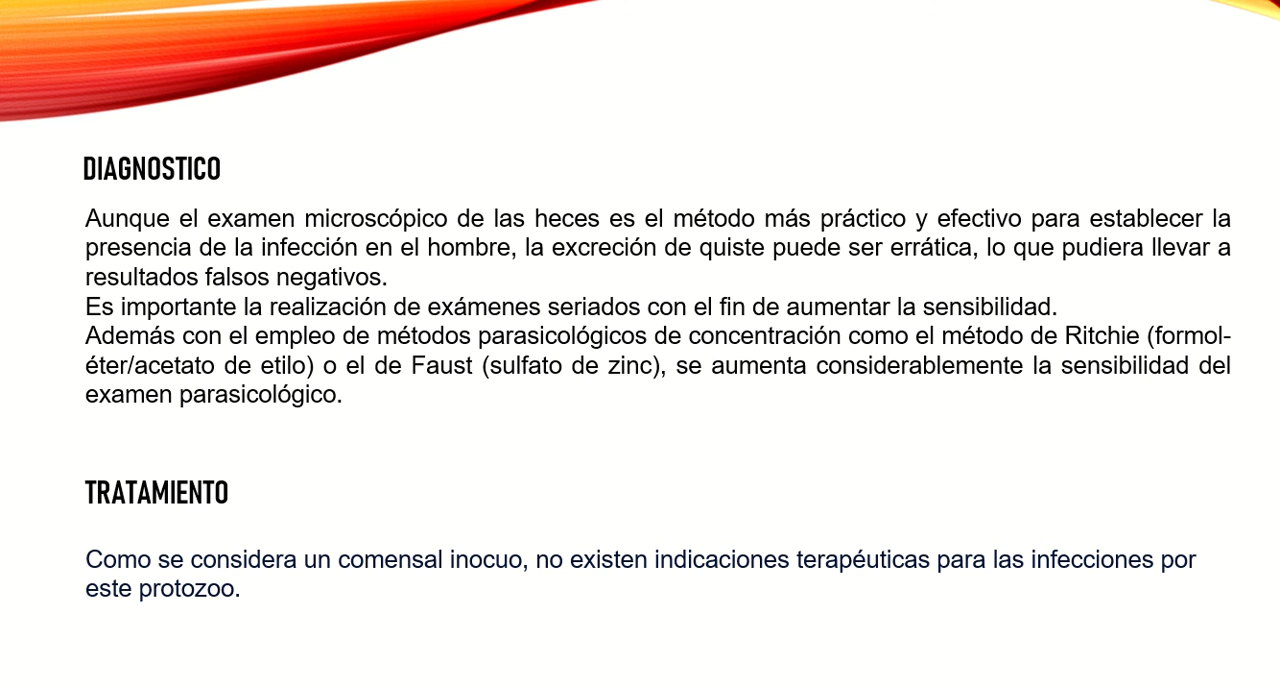 DIAGNOSTICO
Aunque el examen microscópico de las heces es el método más práctico y efectivo para establecer la
presencia de la infección en el hombre, la excreción de quiste puede ser errática, lo que pudiera llevar a
resultados falsos negativos.
Es importante la realización de exámenes seriados con el fin de aumentar la sensibilidad.
Además con el empleo de métodos parasicológicos de concentración como el método de Ritchie (formol-
éter/acetato de etilo) o el de Faust (sulfato de zinc), se aumenta considerablemente la sensibilidad del
examen parasicológico.
TRATAMIENTO
Como se considera un comensal inocuo, no existen indicaciones terapéuticas para las infecciones por
este protozoo.